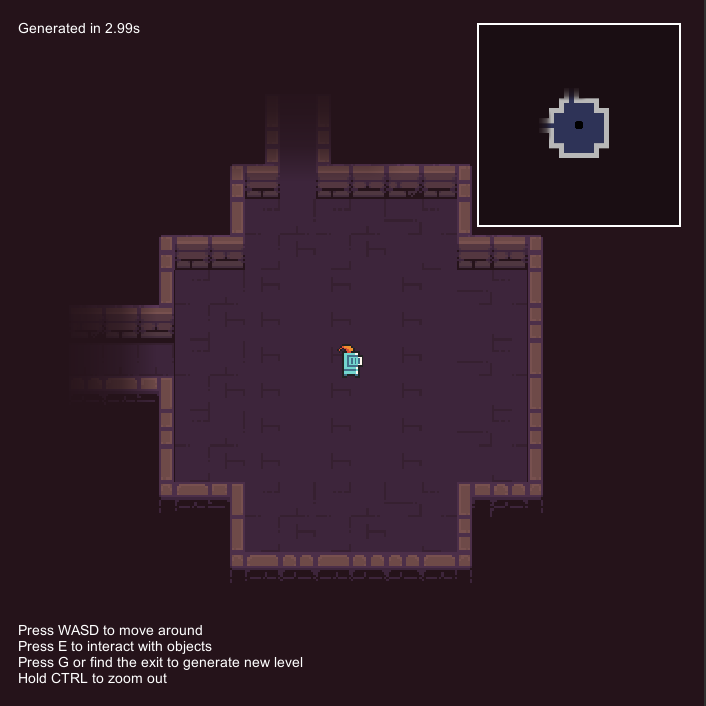 Generated in 2.99s
Press WASD to move around
Press E to interact with objects
Press G or find the exit to generate new level
Hold CTRL to zoom out